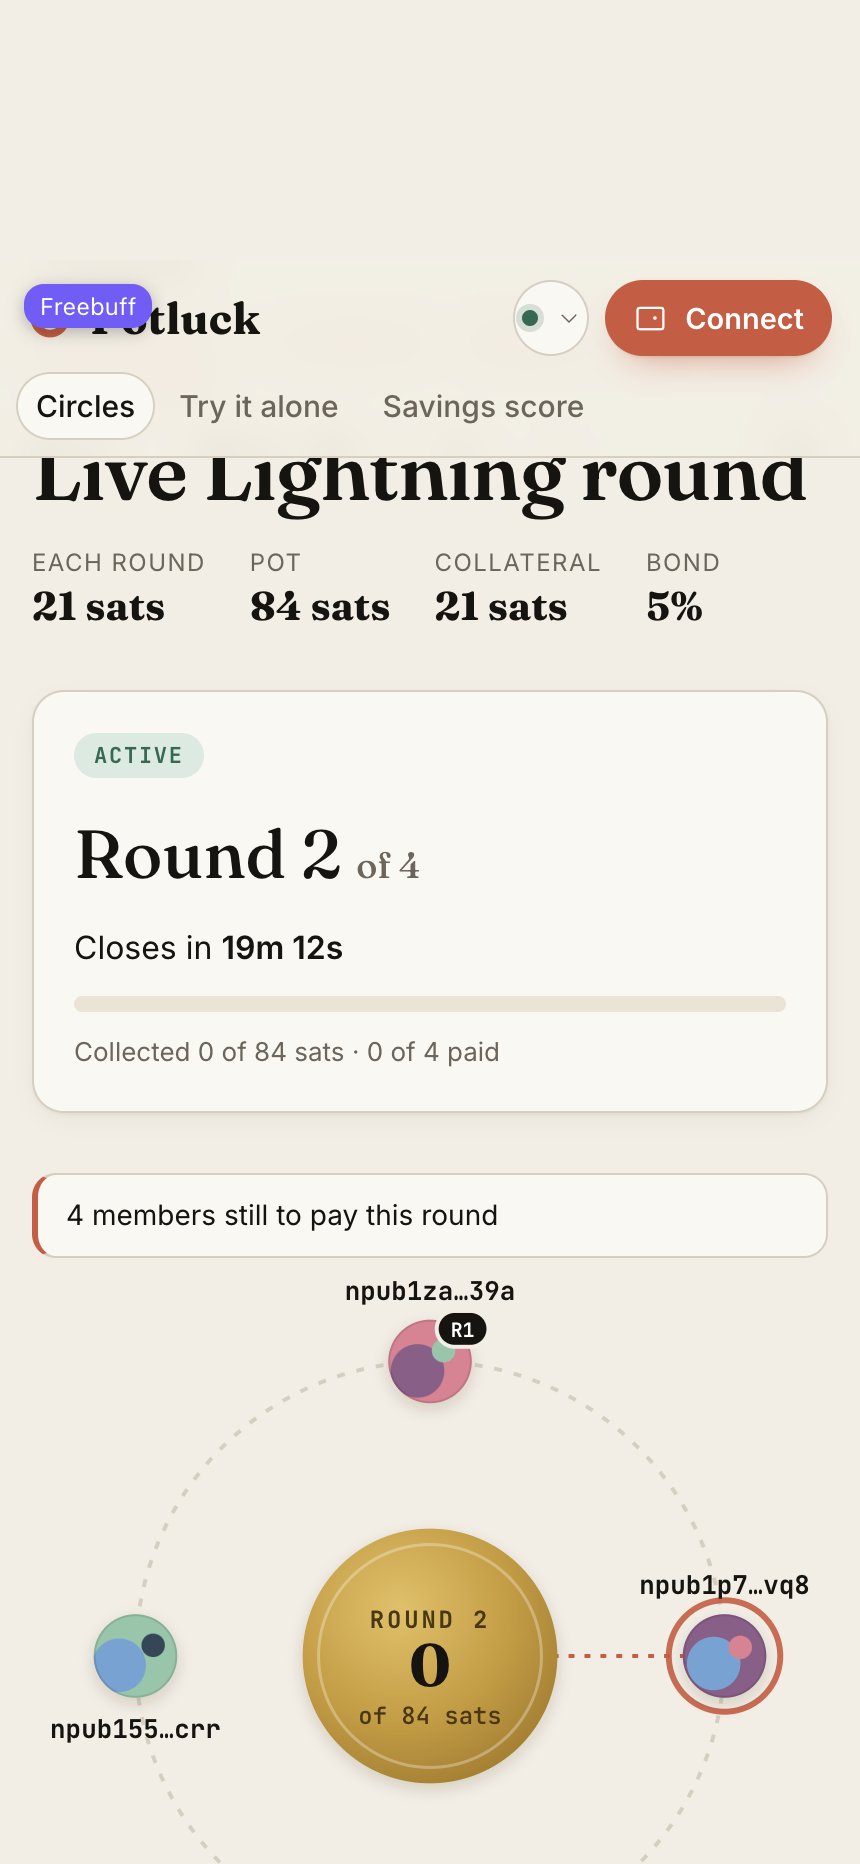 Freebuff
Potluck
Connect
Circles
Try it alone
Savings score
Live Lightning round
EACH ROUND
21 sats
POT
84 sats
COLLATERAL
21 sats
BOND
5%
ACTIVE
Round 2 of 4
Closes in 19m 12s
Collected 0 of 84 sats · 0 of 4 paid
4 members still to pay this round
npub1za…39a
R1
npub1p7…vq8
ROUND 2
0
of 84 sats
npub155…crr